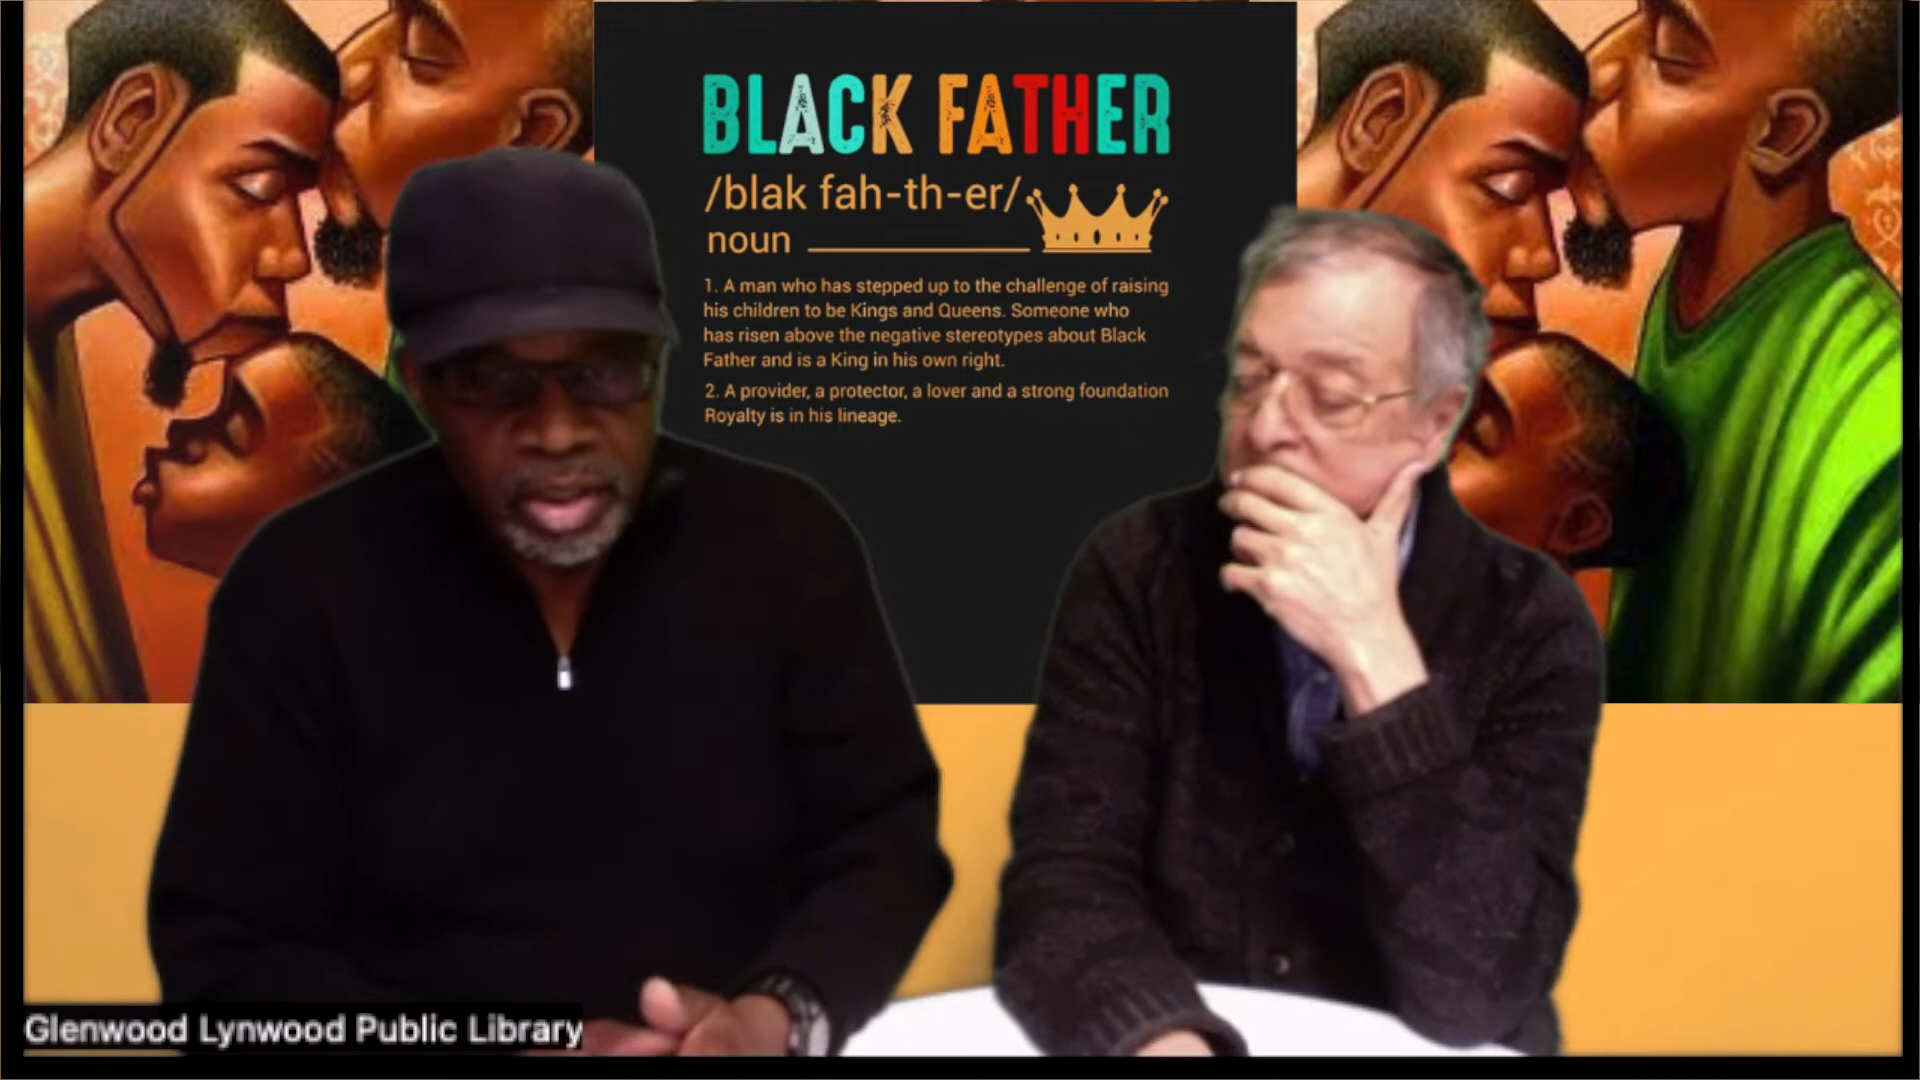 BLACK FATHER
/blak fah-th-er/
noun
1. A man who has stepped up to the challenge of raising
his children to be Kings and Queens. Someone who
has risen above the negative stereotypes about Black
Father and is a King in his own right.
2. A provider, a protector, a lover and a strong foundation
Royalty is in his lineage.
Glenwood Lynwood Public Library